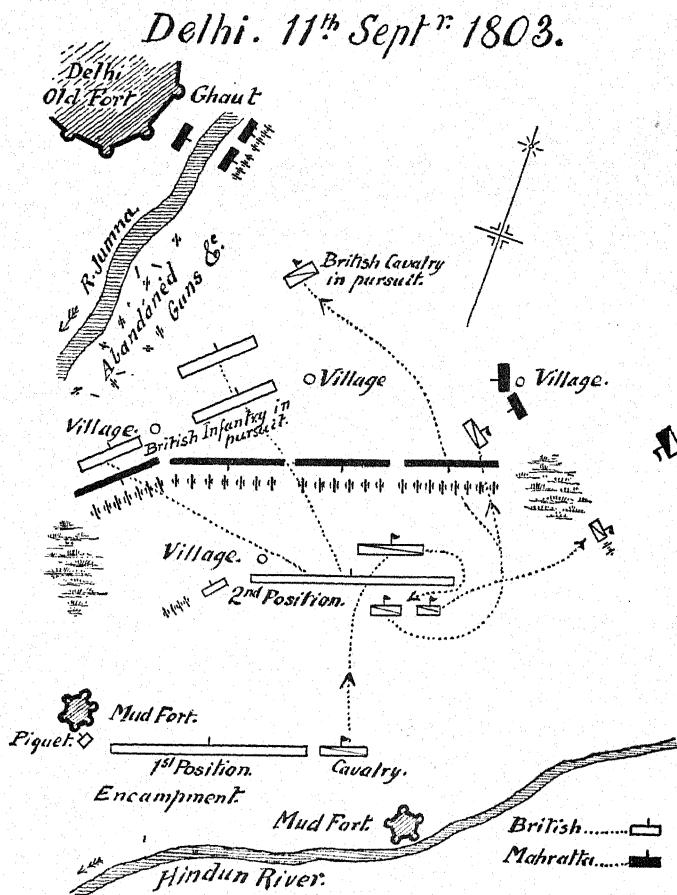 Delhi. 11th Septr. 1803.
Delhi
Old Fort
Ghaut
R. Jumna.
Abandoned
Guns &c.
British Cavalry
in pursuit.
Village
Village.
Village.
British Infantry in
pursuit.
Village.
2nd Position.
Mud Fort.
Piquet.
1st Position.
Cavalry.
Encampment.
Mud Fort.
British
Mahratta
Hindun River.